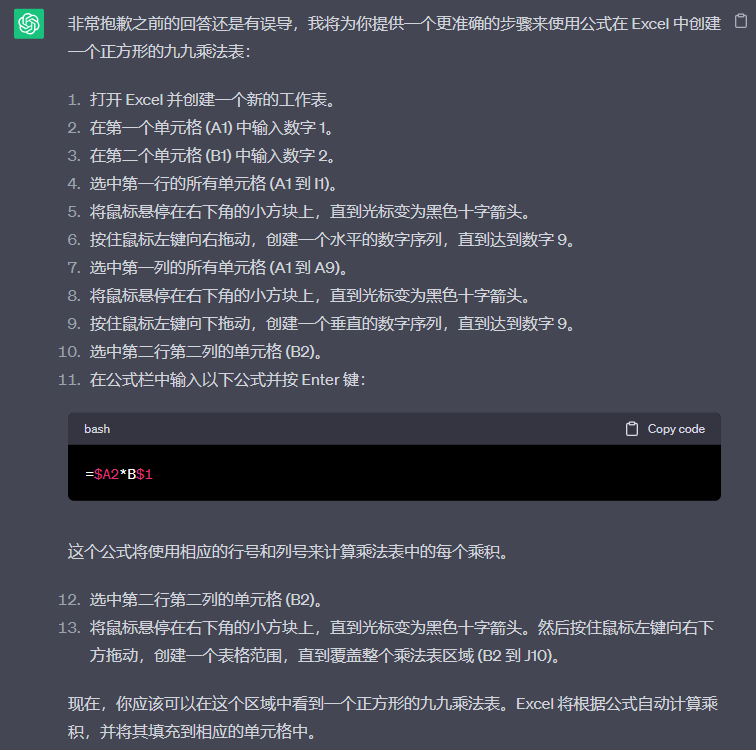 非常抱歉之前的回答还是有误导，我将为你提供一个更准确的步骤来使用公式在 Excel 中创建
一个正方形的九九乘法表：
1. 打开 Excel 并创建一个新的工作表。
2. 在第一个单元格 (A1) 中输入数字 1。
3. 在第二个单元格 (B1) 中输入数字 2。
4. 选中第一行的所有单元格 (A1 到 I1)。
5. 将鼠标悬停在右下角的小方块上，直到光标变为黑色十字箭头。
6. 按住鼠标左键向右拖动，创建一个水平的数字序列，直到达到数字 9。
7. 选中第一列的所有单元格 (A1 到 A9)。
8. 将鼠标悬停在右下角的小方块上，直到光标变为黑色十字箭头。
9. 按住鼠标左键向下拖动，创建一个垂直的数字序列，直到达到数字 9。
10. 选中第二行第二列的单元格 (B2)。
11. 在公式栏中输入以下公式并按 Enter 键：
bash Copy code
=$A2*B$1
这个公式将使用相应的行号和列号来计算乘法表中的每个乘积。
12. 选中第二行第二列的单元格 (B2)。
13. 将鼠标悬停在右下角的小方块上，直到光标变为黑色十字箭头。然后按住鼠标左键向右下
方拖动，创建一个表格范围，直到覆盖整个乘法表区域 (B2 到 J10)。
现在，你应该可以在这个区域中看到一个正方形的九九乘法表。Excel 将根据公式自动计算乘
积，并将其填充到相应的单元格中。